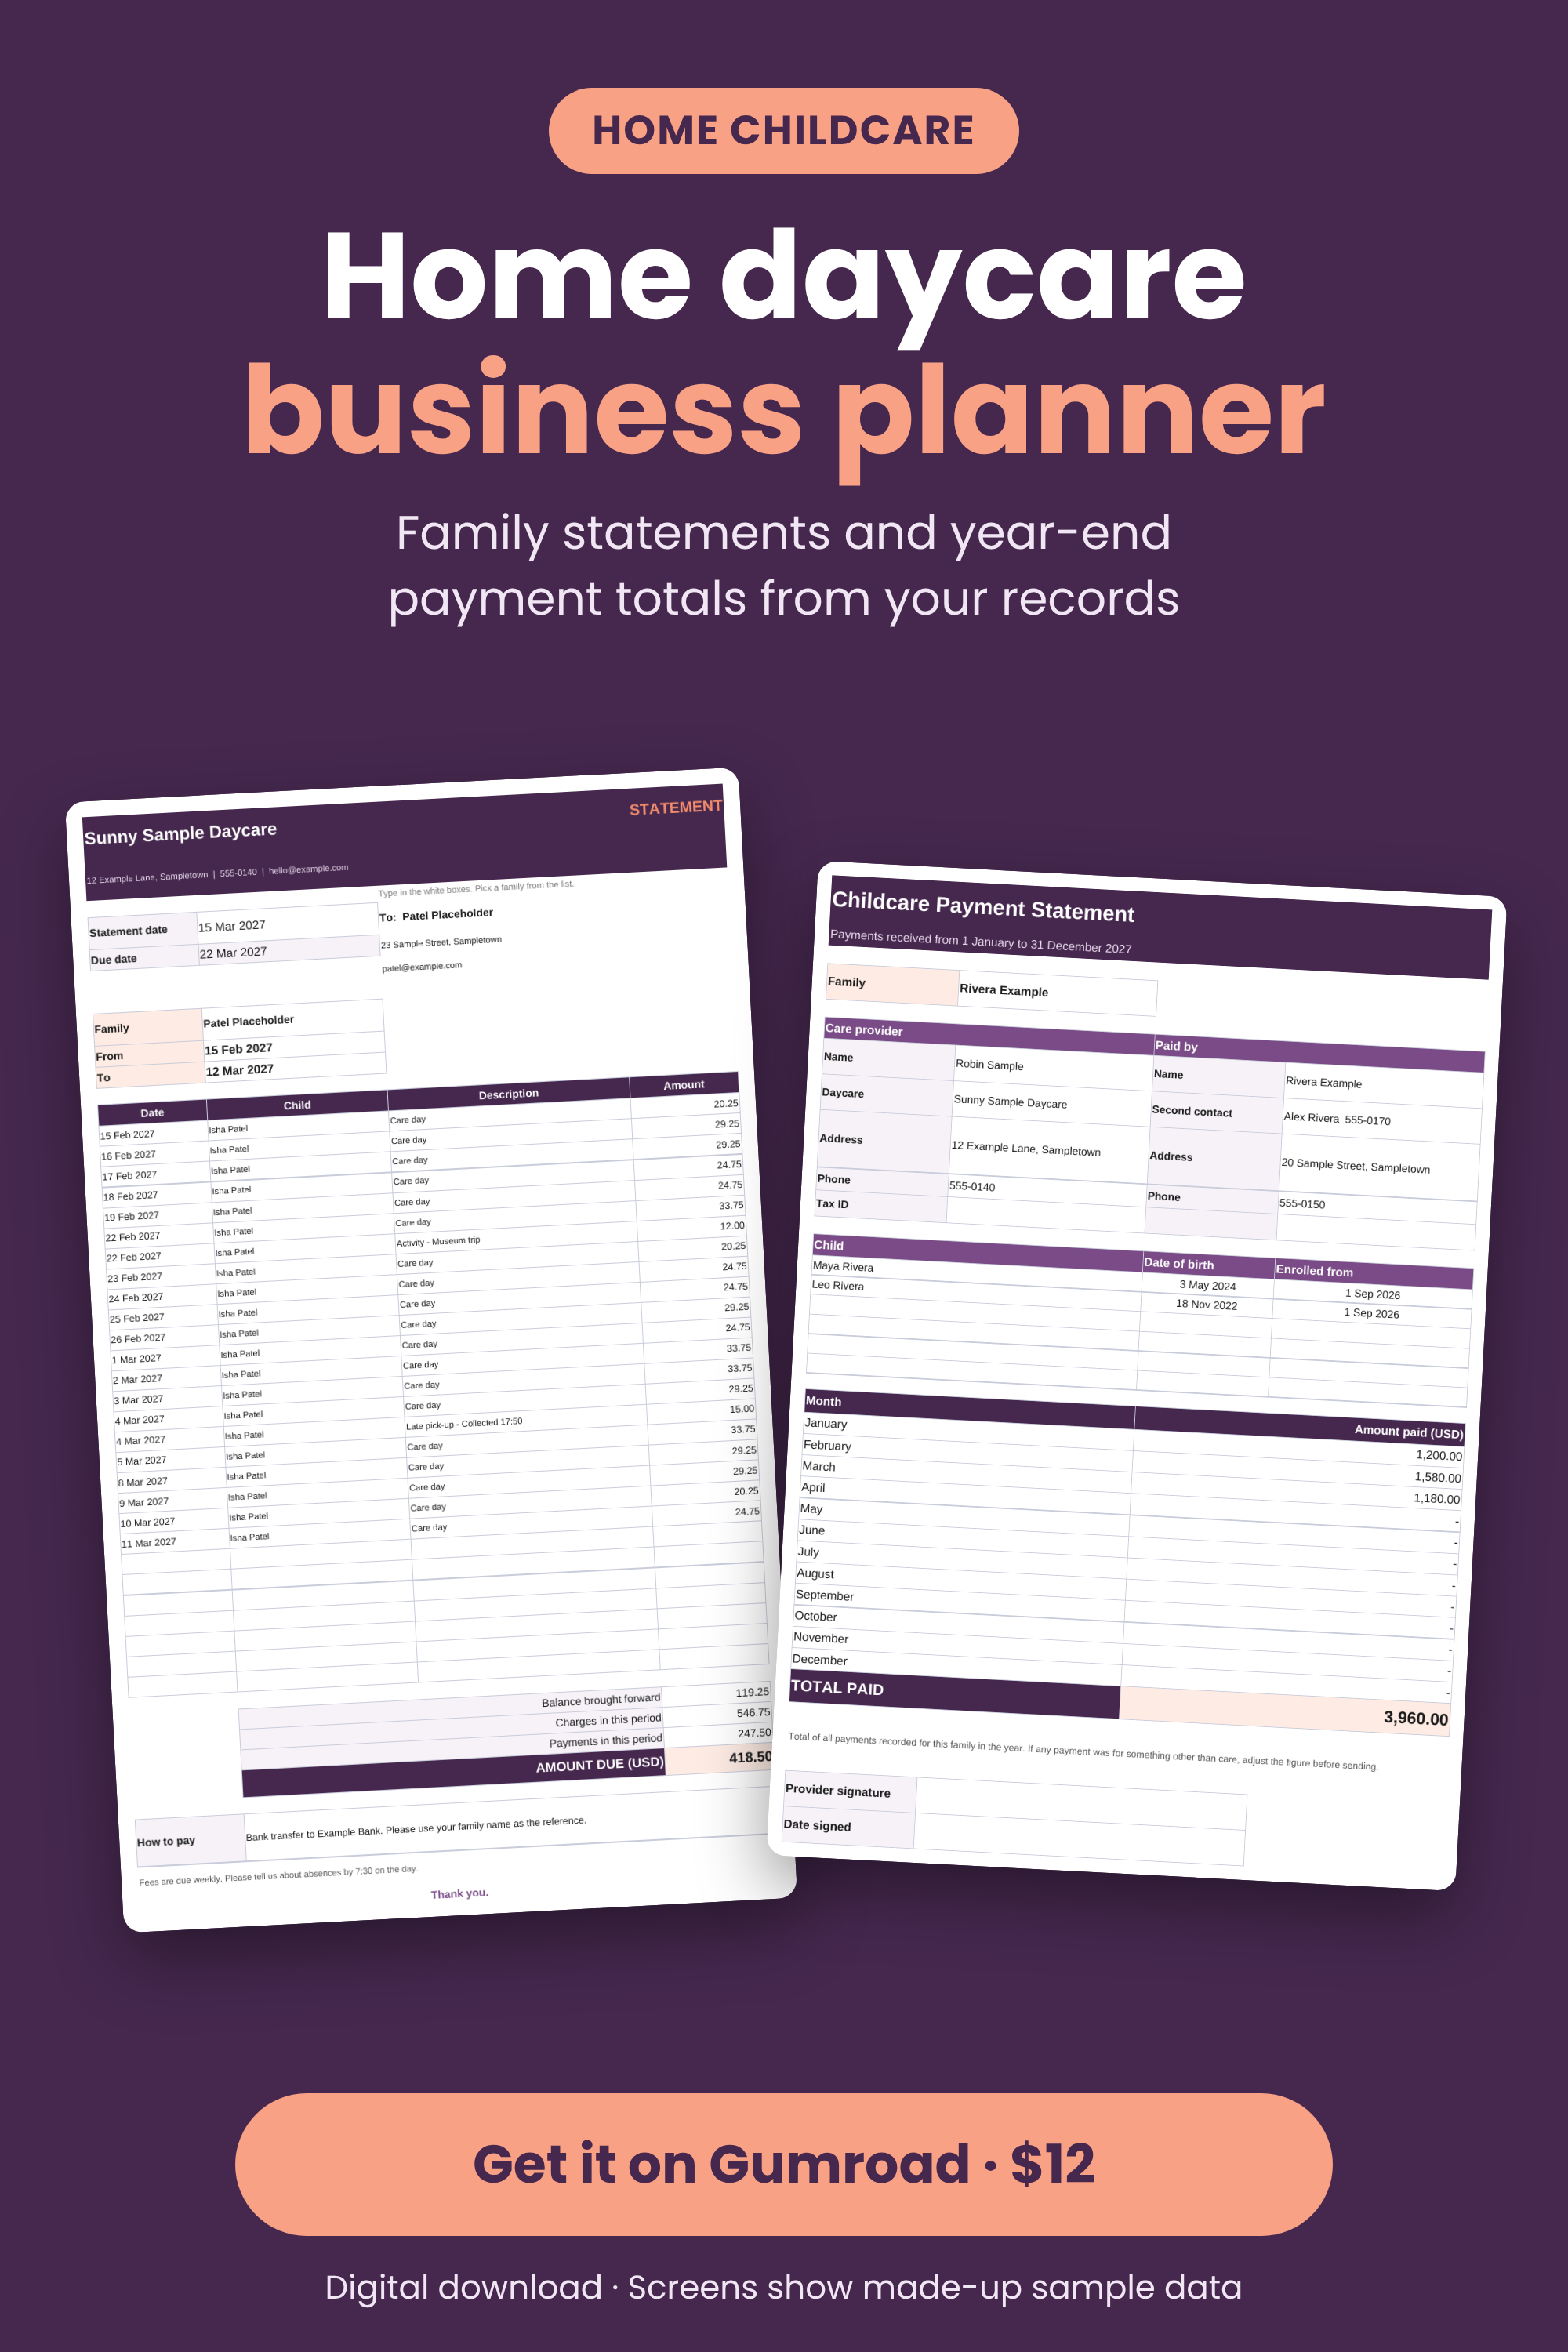 HOME CHILDCARE
Home daycare
business planner
Family statements and year-end
payment totals from your records
Sunny Sample Daycare
STATEMENT
12 Example Lane, Sampletown | 555-0140 | hello@example.com
Type in the white boxes. Pick a family from the list.
Statement date 15 Mar 2027 To: Patel Placeholder
Due date 22 Mar 2027 23 Sample Street, Sampletown
patel@example.com
Family Patel Placeholder
From 15 Feb 2027
To 12 Mar 2027
Date Child Description Amount
15 Feb 2027 Isha Patel Care day 20.25
16 Feb 2027 Isha Patel Care day 29.25
17 Feb 2027 Isha Patel Care day 29.25
18 Feb 2027 Isha Patel Care day 24.75
19 Feb 2027 Isha Patel Care day 24.75
22 Feb 2027 Isha Patel Care day 33.75
22 Feb 2027 Isha Patel Activity - Museum trip 12.00
23 Feb 2027 Isha Patel Care day 20.25
24 Feb 2027 Isha Patel Care day 24.75
25 Feb 2027 Isha Patel Care day 24.75
26 Feb 2027 Isha Patel Care day 29.25
1 Mar 2027 Isha Patel Care day 24.75
2 Mar 2027 Isha Patel Care day 33.75
3 Mar 2027 Isha Patel Care day 33.75
4 Mar 2027 Isha Patel Care day 29.25
4 Mar 2027 Isha Patel Late pick-up - Collected 17:50 15.00
5 Mar 2027 Isha Patel Care day 33.75
8 Mar 2027 Isha Patel Care day 29.25
9 Mar 2027 Isha Patel Care day 29.25
10 Mar 2027 Isha Patel Care day 20.25
11 Mar 2027 Isha Patel Care day 24.75
Balance brought forward 119.25
Charges in this period 546.75
Payments in this period 247.50
AMOUNT DUE (USD) 418.50
How to pay Bank transfer to Example Bank. Please use your family name as the reference.
Fees are due weekly. Please tell us about absences by 7:30 on the day.
Thank you.
Childcare Payment Statement
Payments received from 1 January to 31 December 2027
Family Rivera Example
Care provider Paid by
Name Robin Sample Name Rivera Example
Daycare Sunny Sample Daycare Second contact Alex Rivera 555-0170
Address 12 Example Lane, Sampletown Address 20 Sample Street, Sampletown
Phone 555-0140 Phone 555-0150
Tax ID
Child Date of birth Enrolled from
Maya Rivera 3 May 2024 1 Sep 2026
Leo Rivera 18 Nov 2022 1 Sep 2026
Month Amount paid (USD)
January 1,200.00
February 1,580.00
March 1,180.00
April -
May -
June -
July -
August -
September -
October -
November -
December -
TOTAL PAID 3,960.00
Total of all payments recorded for this family in the year. If any payment was for something other than care, adjust the figure before sending.
Provider signature
Date signed
Get it on Gumroad · $12
Digital download · Screens show made-up sample data